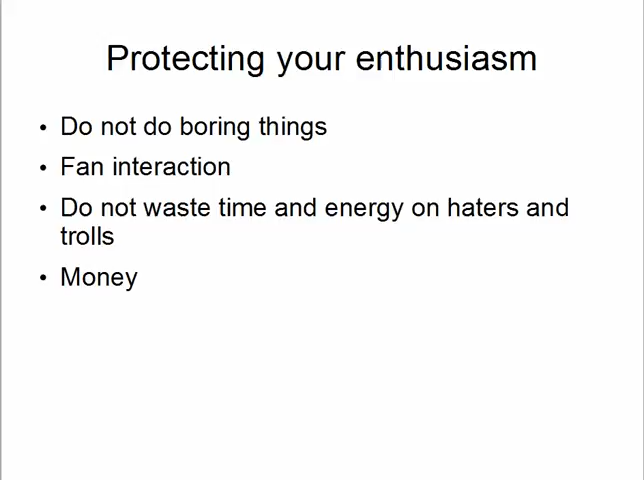 Protecting your enthusiasm
• Do not do boring things
• Fan interaction
• Do not waste time and energy on haters and
trolls
• Money